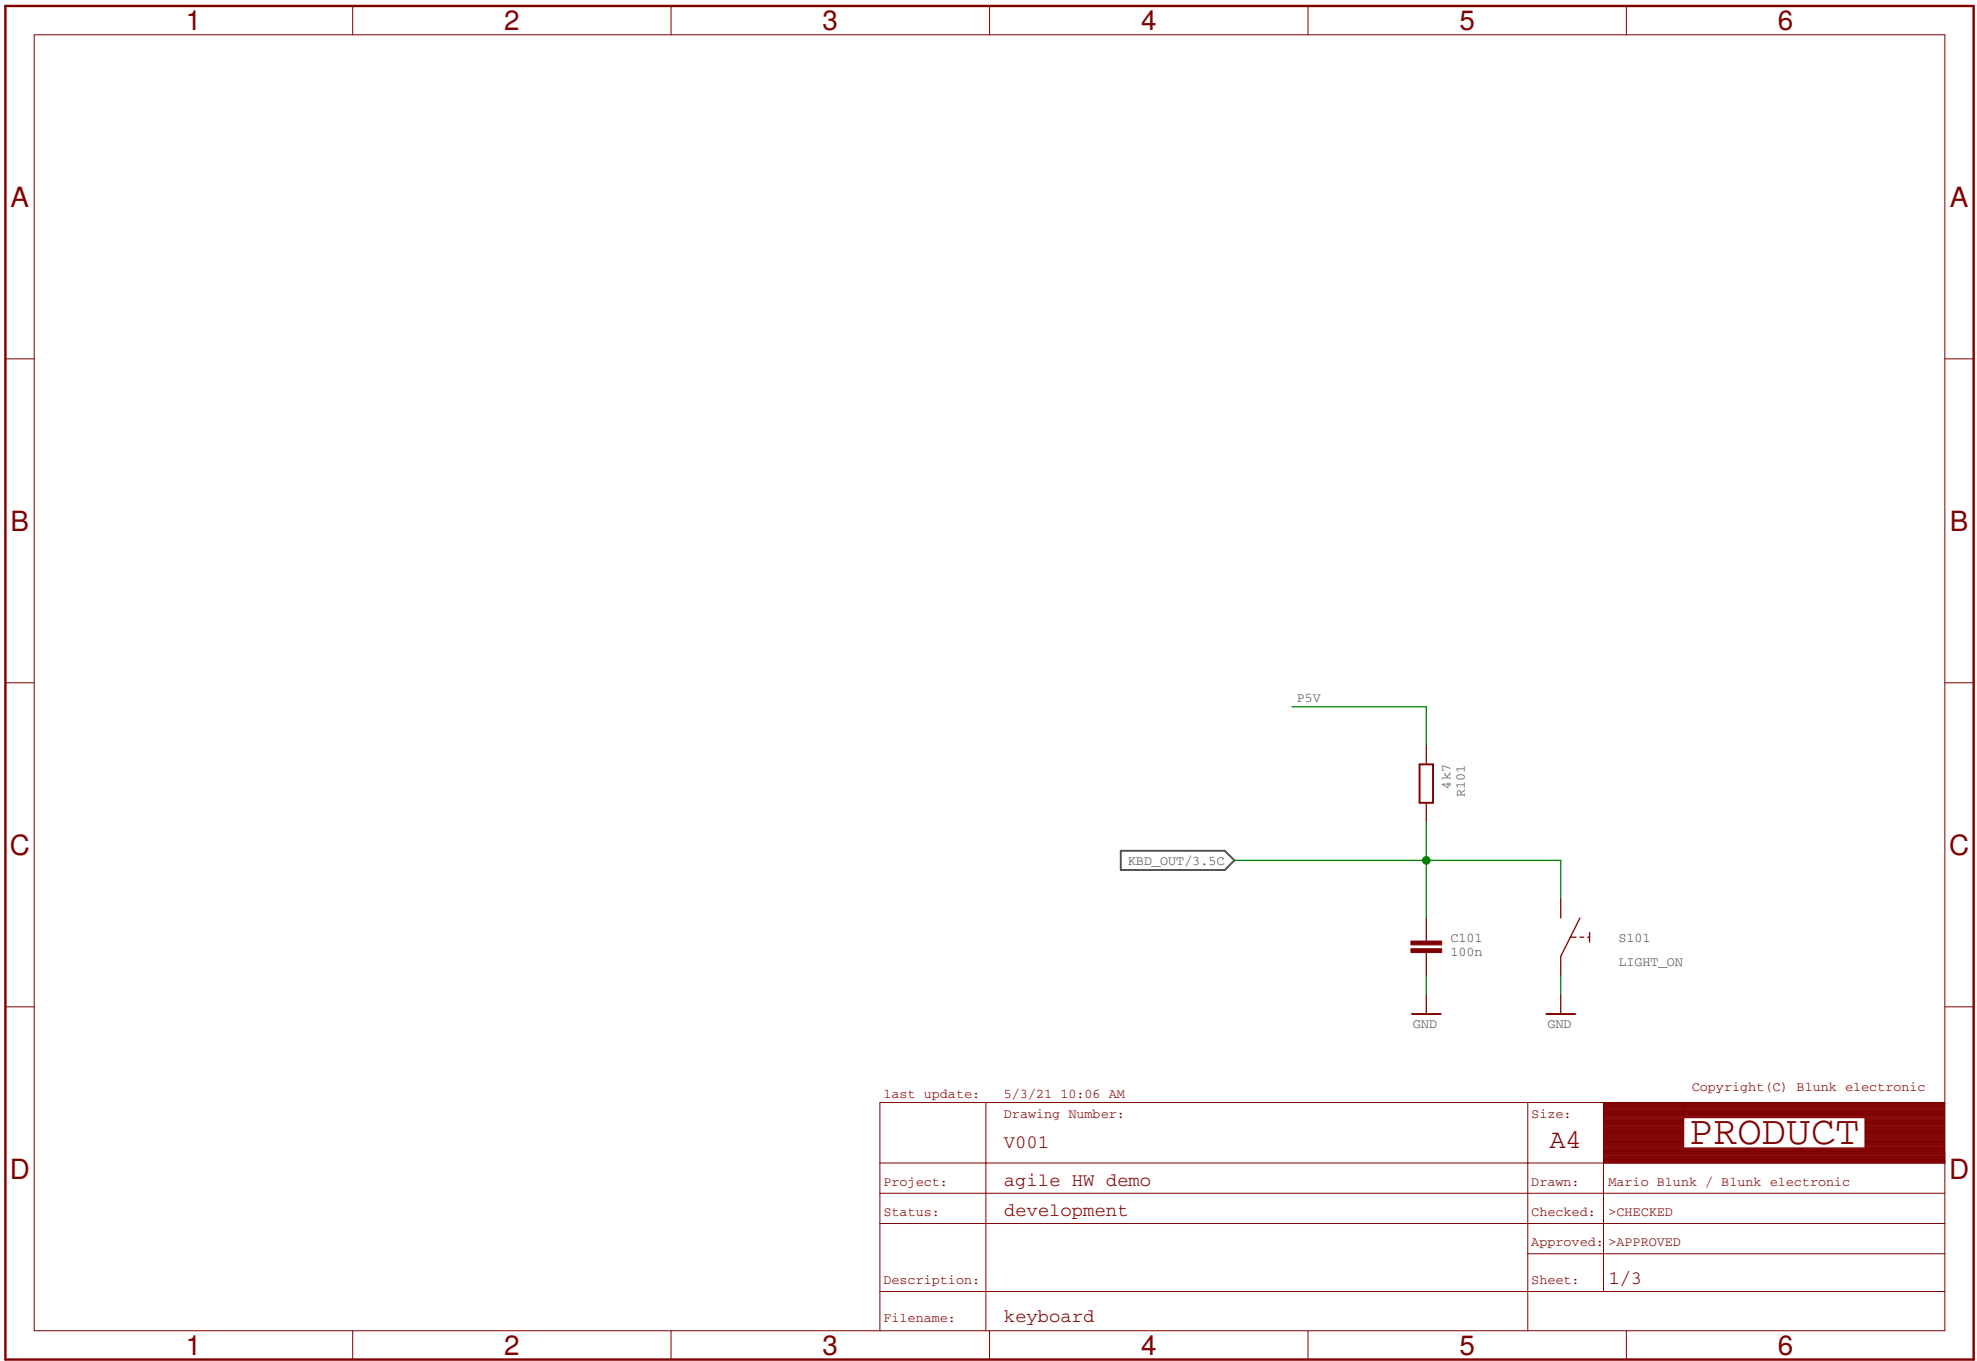 1 2 3 4 5 6
A A
B B
P5V
4k7
R101
C C
KBD_OUT/3.5C
C101
100n
S101
LIGHT_ON
GND GND
last update: 5/3/21 10:06 AM
Copyright(C) Blunk electronic
Drawing Number:
V001
Size:
A4
PRODUCT
D D
Project: agile HW demo
Drawn: Mario Blunk / Blunk electronic
Status: development
Checked: >CHECKED
Approved: >APPROVED
Description:
Sheet: 1/3
Filename: keyboard
1 2 3 4 5 6